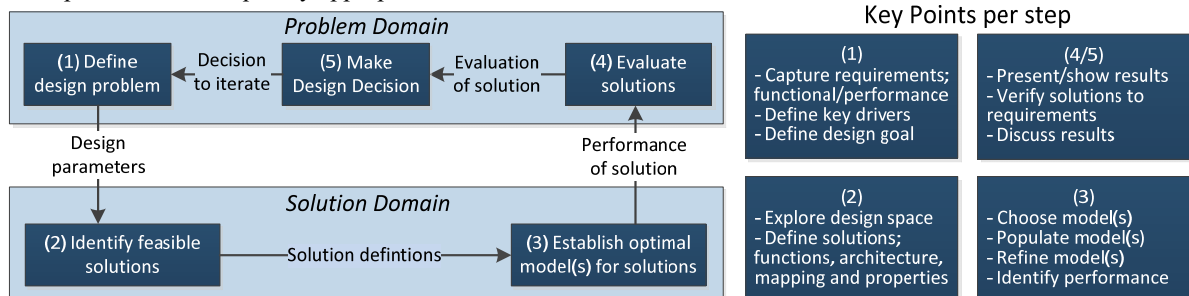 Problem Domain
(1) Define
design problem
Decision
to iterate
(5) Make
Design Decision
Evaluation
of solution
(4) Evaluate
solutions
Design
parameters
Performance
of solution
Solution Domain
(2) Identify feasible
solutions
Solution defintions
(3) Establish optimal
model(s) for solutions
Key Points per step
(1)
- Capture requirements;
functional/performance
- Define key drivers
- Define design goal
(4/5)
- Present/show results
- Verify solutions to
requirements
- Discuss results
(2)
- Explore design space
- Define solutions;
functions, architecture,
mapping and properties
(3)
- Choose model(s)
- Populate model(s)
- Refine model(s)
- Identify performance